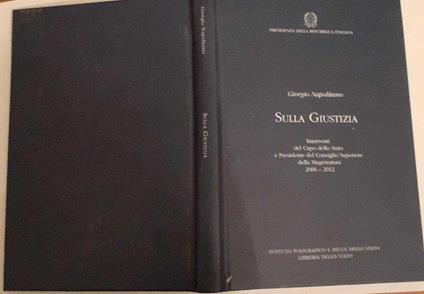 Giorgio Napolitano
SULLA GIUSTIZIA
PRESIDENZA DELLA REPUBBLICA ITALIANA
Giorgio Napolitano
SULLA GIUSTIZIA
Interventi
del Capo dello Stato
e Presidente del Consiglio Superiore
della Magistratura
2006 – 2012
ISTITUTO POLIGRAFICO E ZECCA DELLO STATO
LIBRERIA DELLO STATO